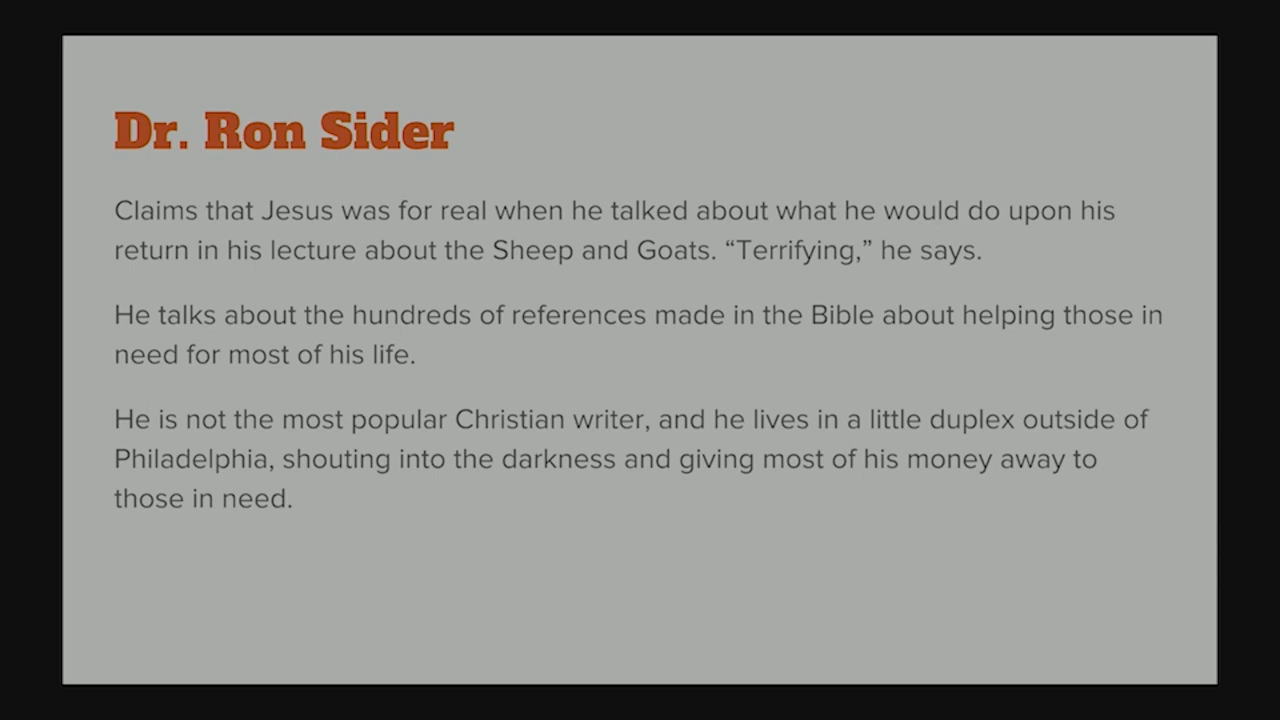 Dr. Ron Sider
Claims that Jesus was for real when he talked about what he would do upon his
return in his lecture about the Sheep and Goats. “Terrifying,” he says.
He talks about the hundreds of references made in the Bible about helping those in
need for most of his life.
He is not the most popular Christian writer, and he lives in a little duplex outside of
Philadelphia, shouting into the darkness and giving most of his money away to
those in need.